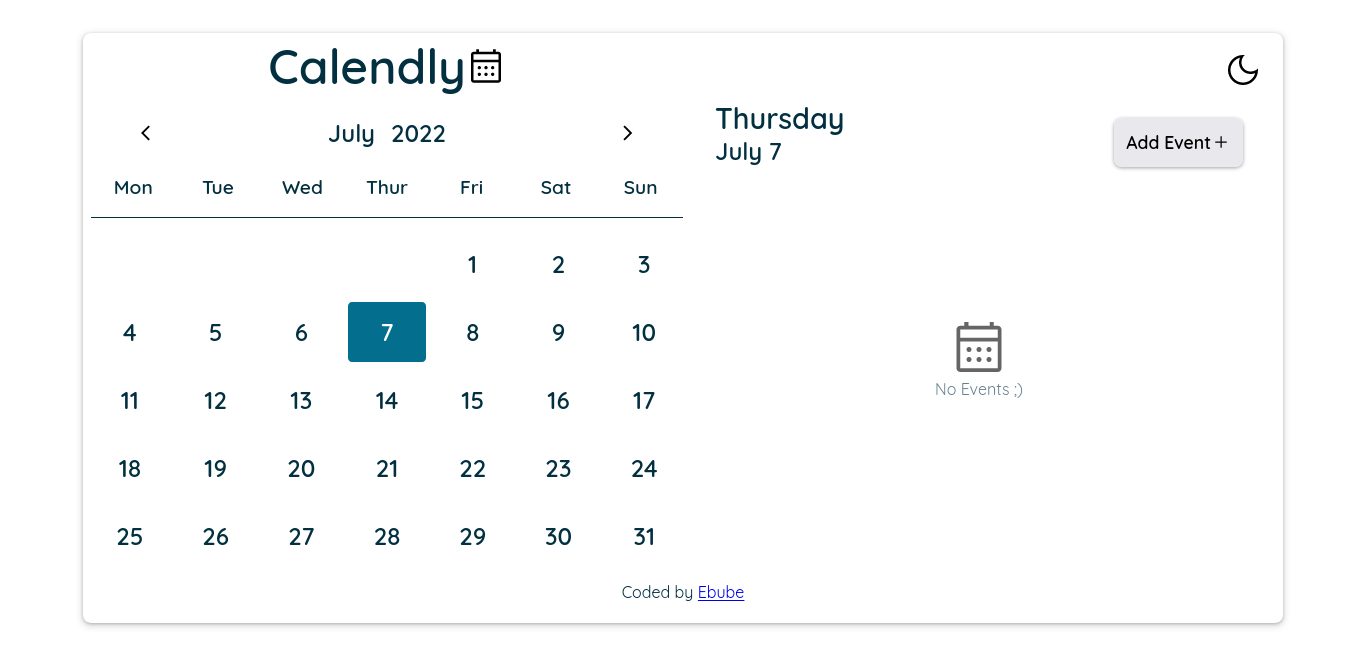 Calendly
July 2022
Mon Tue Wed Thur Fri Sat Sun
1 2 3
4 5 6 7 8 9 10
11 12 13 14 15 16 17
18 19 20 21 22 23 24
25 26 27 28 29 30 31
Thursday
July 7
Add Event+
No Events ;)
Coded by Ebube